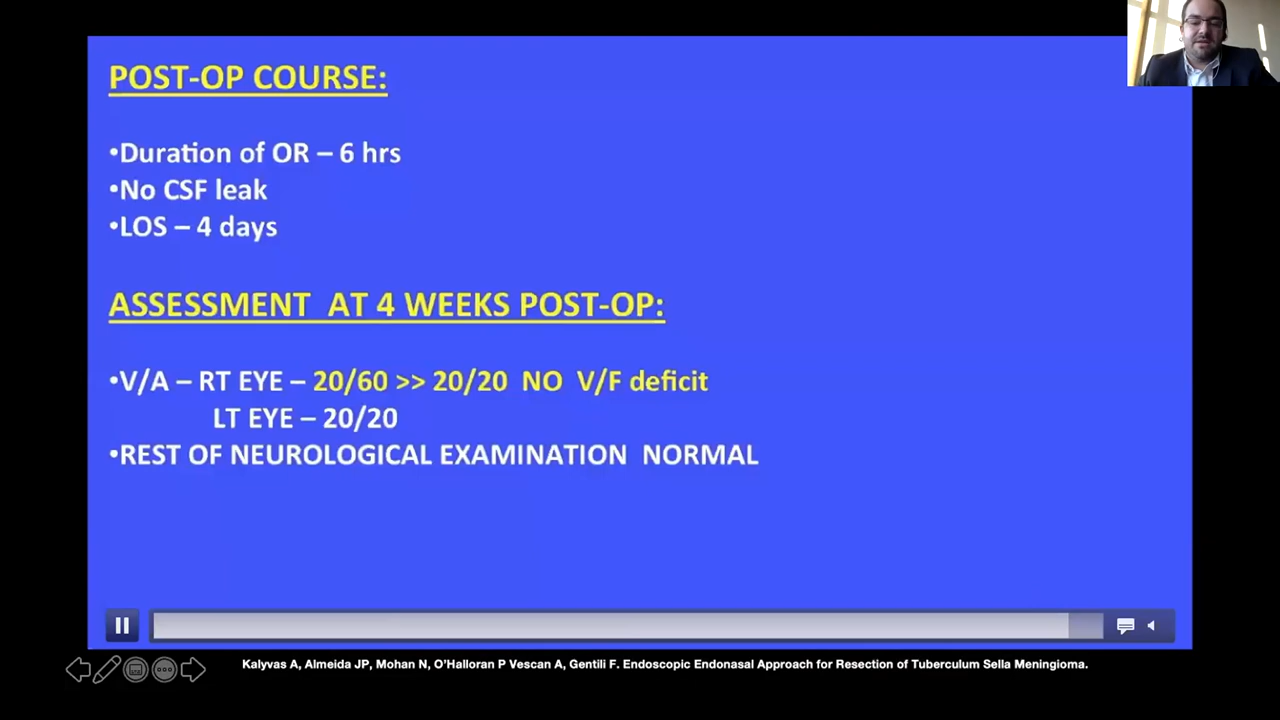 POST-OP COURSE:
•Duration of OR – 6 hrs
•No CSF leak
•LOS – 4 days
ASSESSMENT AT 4 WEEKS POST-OP:
•V/A – RT EYE – 20/60 >> 20/20 NO V/F deficit
LT EYE – 20/20
•REST OF NEUROLOGICAL EXAMINATION NORMAL
Kalyvas A, Almeida JP, Mohan N, O'Halloran P Vescan A, Gentili F. Endoscopic Endonasal Approach for Resection of Tuberculum Sella Meningioma.